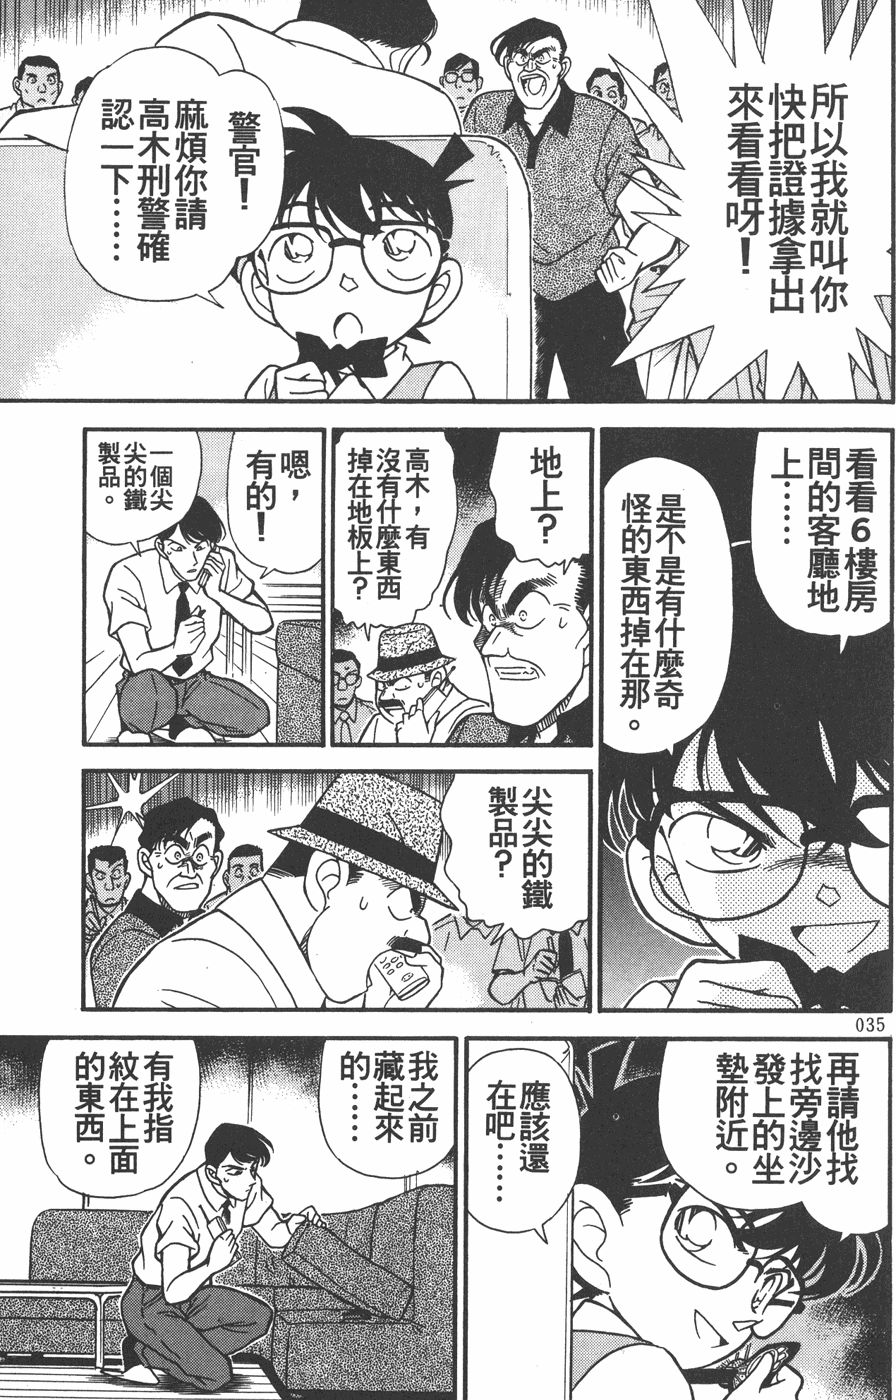 所以我就叫你
快把證據拿出
來看看呀！
警官！
麻煩你請
高木刑警確
認一下……
看看6樓房
間的客廳地
上……
是不是有什麼奇
怪的東西掉在那。
地上？
高木，有
沒有什麼東西
掉在地板上？
嗯，
有的！
一個尖
尖的鐵
製品。
尖尖的鐵
製品？
035
再請他找
找旁邊沙
發上的坐
墊附近。
應該還
在吧……
我之前
藏起來
的……
有我指
紋在上面
的東西。